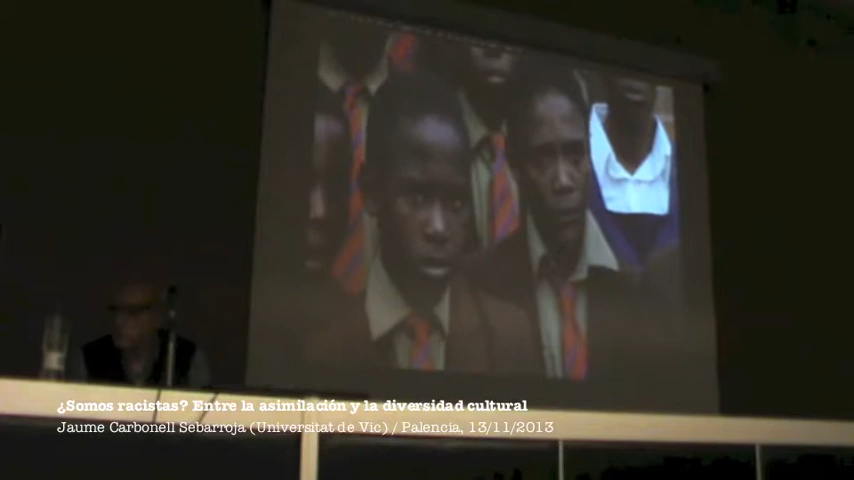 ¿Somos racistas? Entre la asimilación y la diversidad cultural
Jaume Carbonell Sebarroja (Universitat de Vic) / Palencia, 13/11/2013